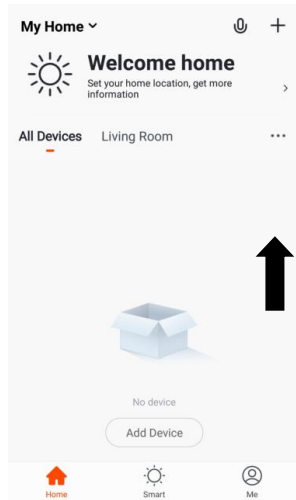 My Home
Welcome home
Set your home location, get more
information
All Devices Living Room
No device
Add Device
Home Smart Me